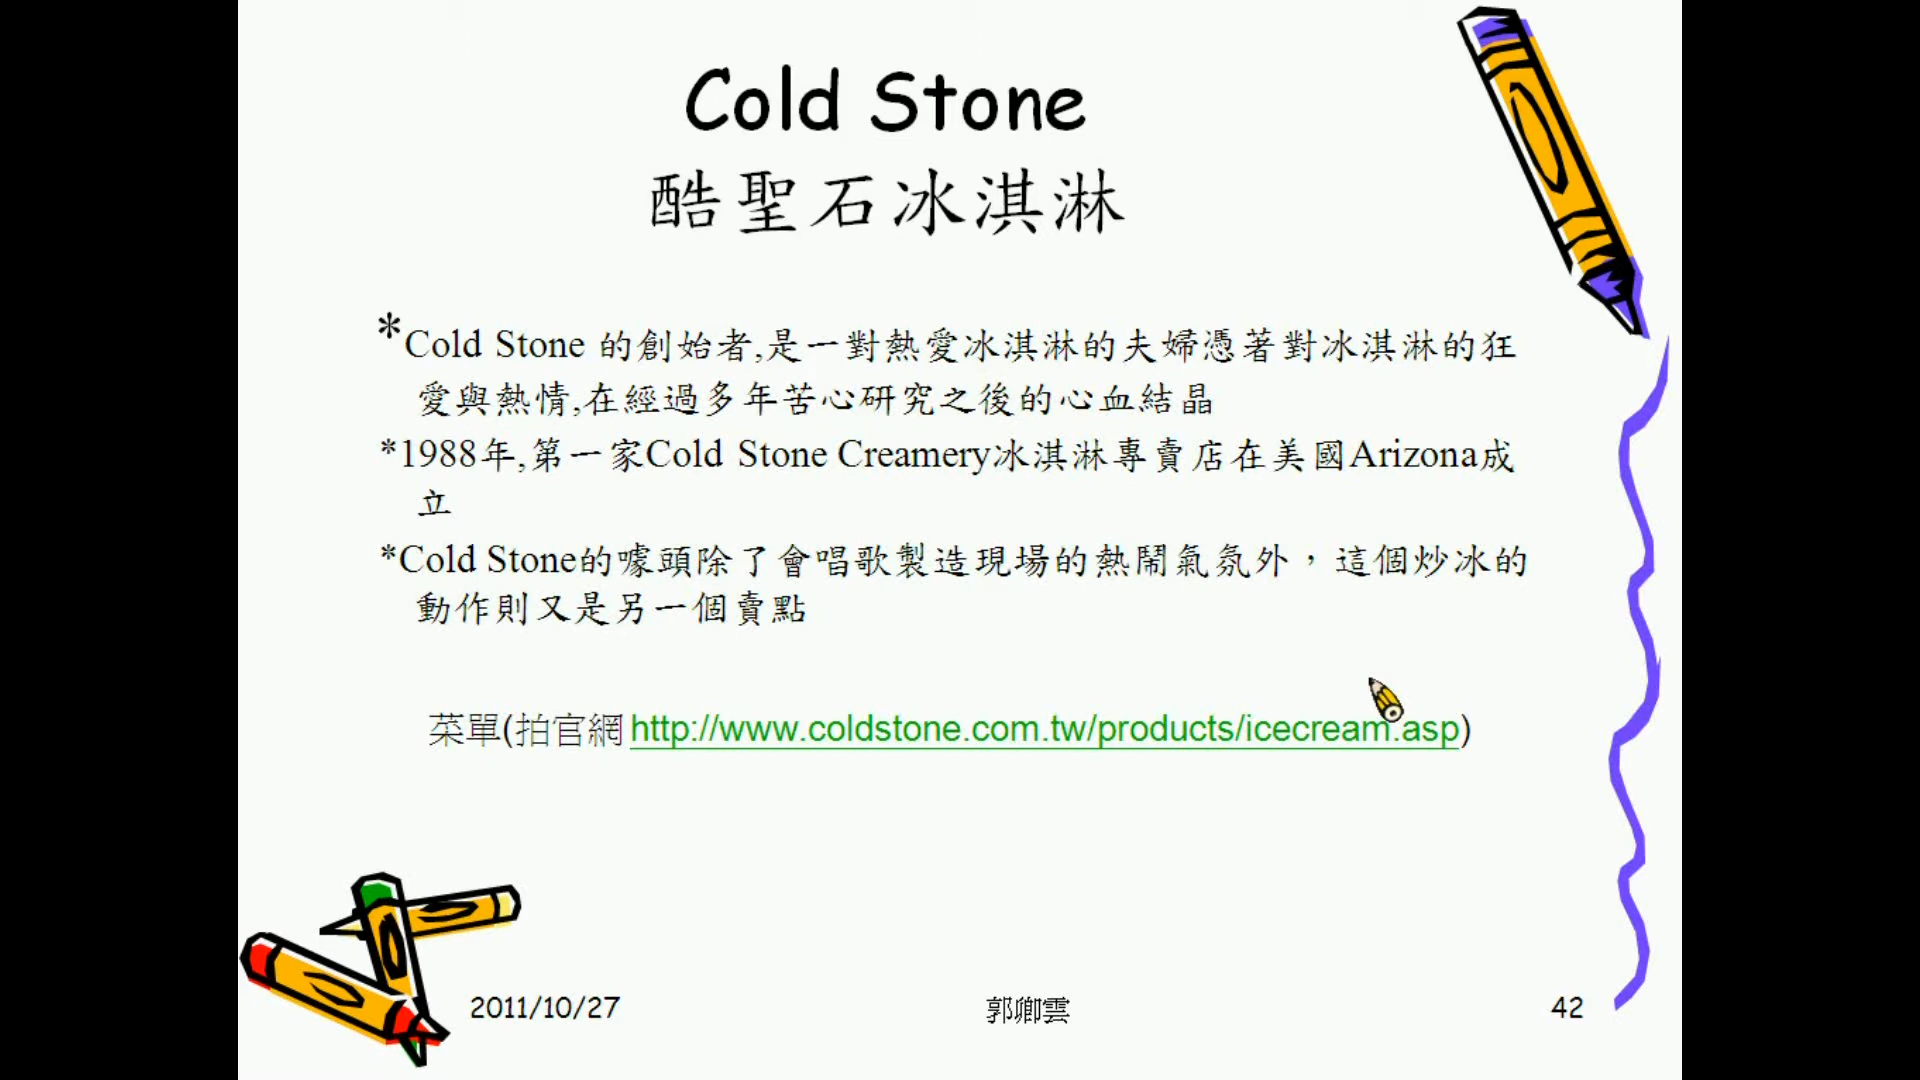 Cold Stone
酷聖石冰淇淋
*Cold Stone 的創始者,是一對熱愛冰淇淋的夫婦憑著對冰淇淋的狂
愛與熱情,在經過多年苦心研究之後的心血結晶
*1988年,第一家Cold Stone Creamery冰淇淋專賣店在美國Arizona成
立
*Cold Stone的噱頭除了會唱歌製造現場的熱鬧氣氛外，這個炒冰的
動作則又是另一個賣點
菜單(拍官網http://www.coldstone.com.tw/products/icecream.asp)
2011/10/27
郭卿雲
42